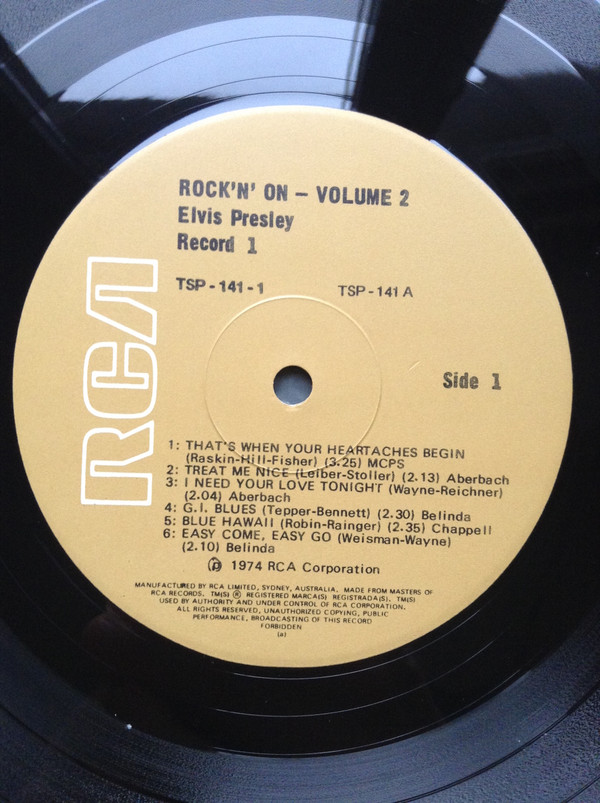 ROCK'N' ON – VOLUME 2
Elvis Presley
Record 1
TSP-141-1 TSP-141 A
RCA
Side 1
1: THAT'S WHEN YOUR HEARTACHES BEGIN
(Raskin-Hill-Fisher) (3.25) MCPS
2: TREAT ME NICE (Leiber-Stoller) (2.13) Aberbach
3: I NEED YOUR LOVE TONIGHT (Wayne-Reichner)
(2.04) Aberbach
4: G.I. BLUES (Tepper-Bennett) (2.30) Belinda
5: BLUE HAWAII (Robin-Rainger) (2.35) Chappell
6: EASY COME, EASY GO (Weisman-Wayne)
(2.10) Belinda
℗ 1974 RCA Corporation
MANUFACTURED BY RCA LIMITED, SYDNEY, AUSTRALIA. MADE FROM MASTERS OF
RCA RECORDS. TM(S) ® REGISTERED MARCA(S) REGISTRADA(S). TM(S)
USED BY AUTHORITY AND UNDER CONTROL OF RCA CORPORATION.
ALL RIGHTS RESERVED, UNAUTHORIZED COPYING, PUBLIC
PERFORMANCE, BROADCASTING OF THIS RECORD
FORBIDDEN
(a)